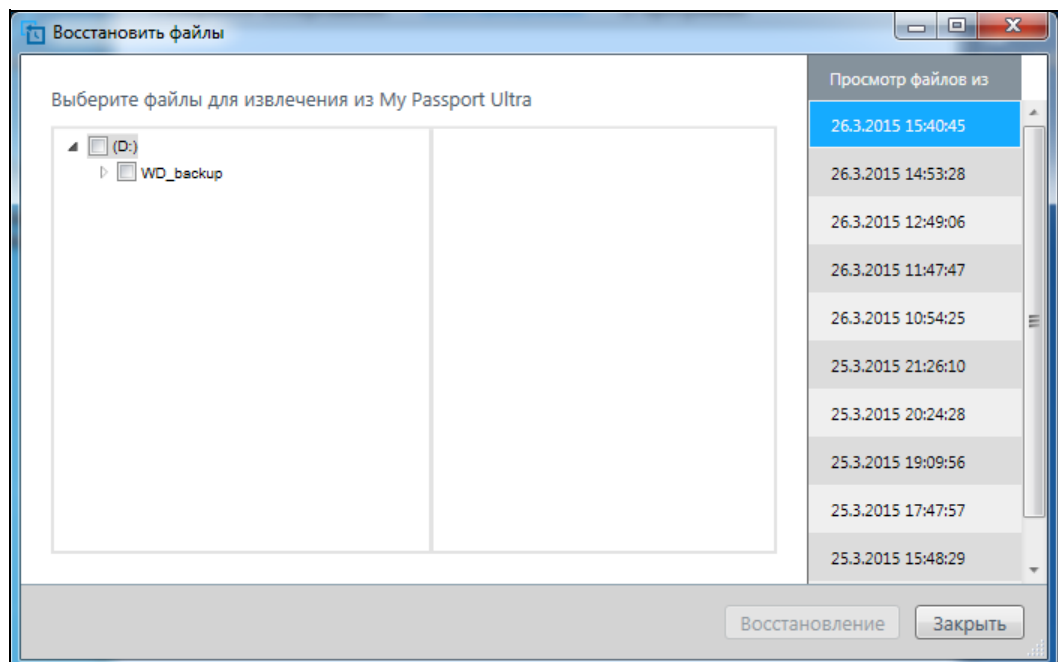 Восстановить файлы
Выберите файлы для извлечения из My Passport Ultra
(D:)
WD_backup
Просмотр файлов из
26.3.2015 15:40:45
26.3.2015 14:53:28
26.3.2015 12:49:06
26.3.2015 11:47:47
26.3.2015 10:54:25
25.3.2015 21:26:10
25.3.2015 20:24:28
25.3.2015 19:09:56
25.3.2015 17:47:57
25.3.2015 15:48:29
Восстановление
Закрыть